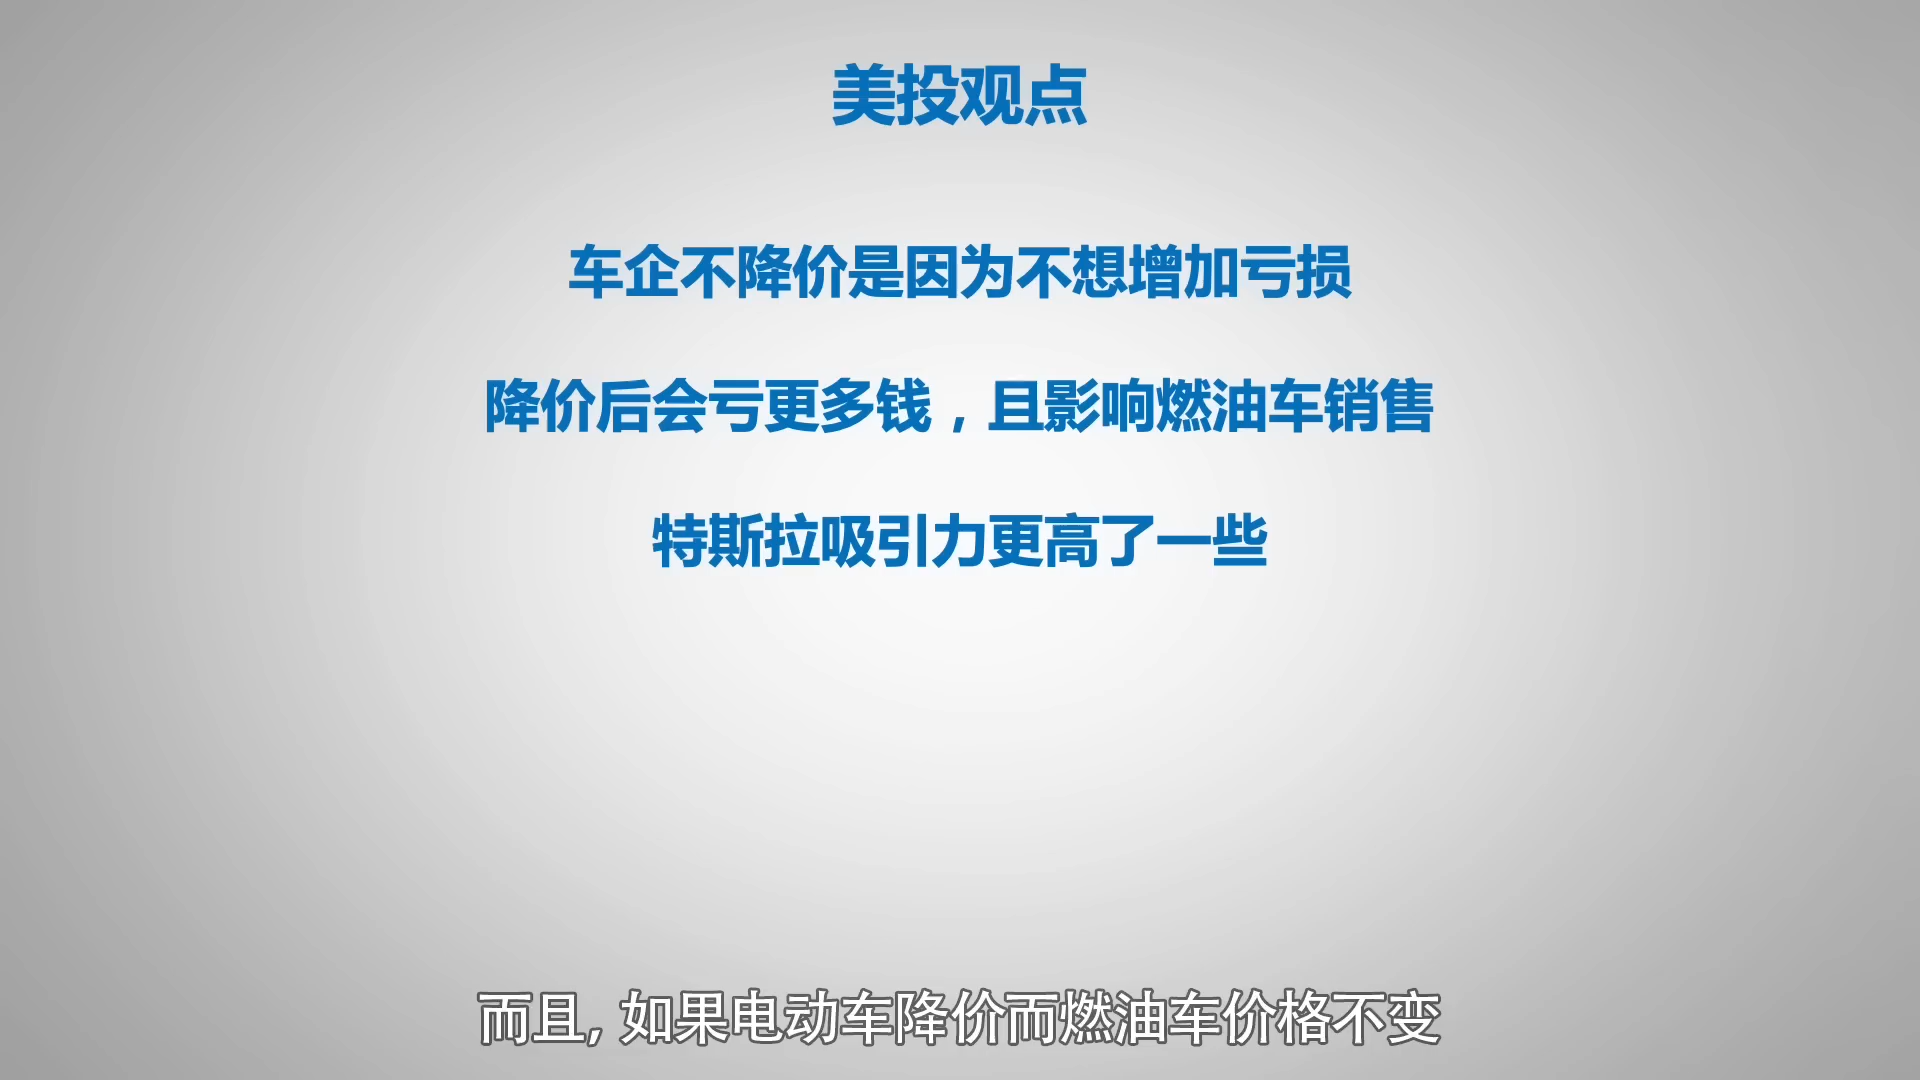 美投观点
车企不降价是因为不想增加亏损
降价后会亏更多钱，且影响燃油车销售
特斯拉吸引力更高了一些
而且, 如果电动车降价而燃油车价格不变